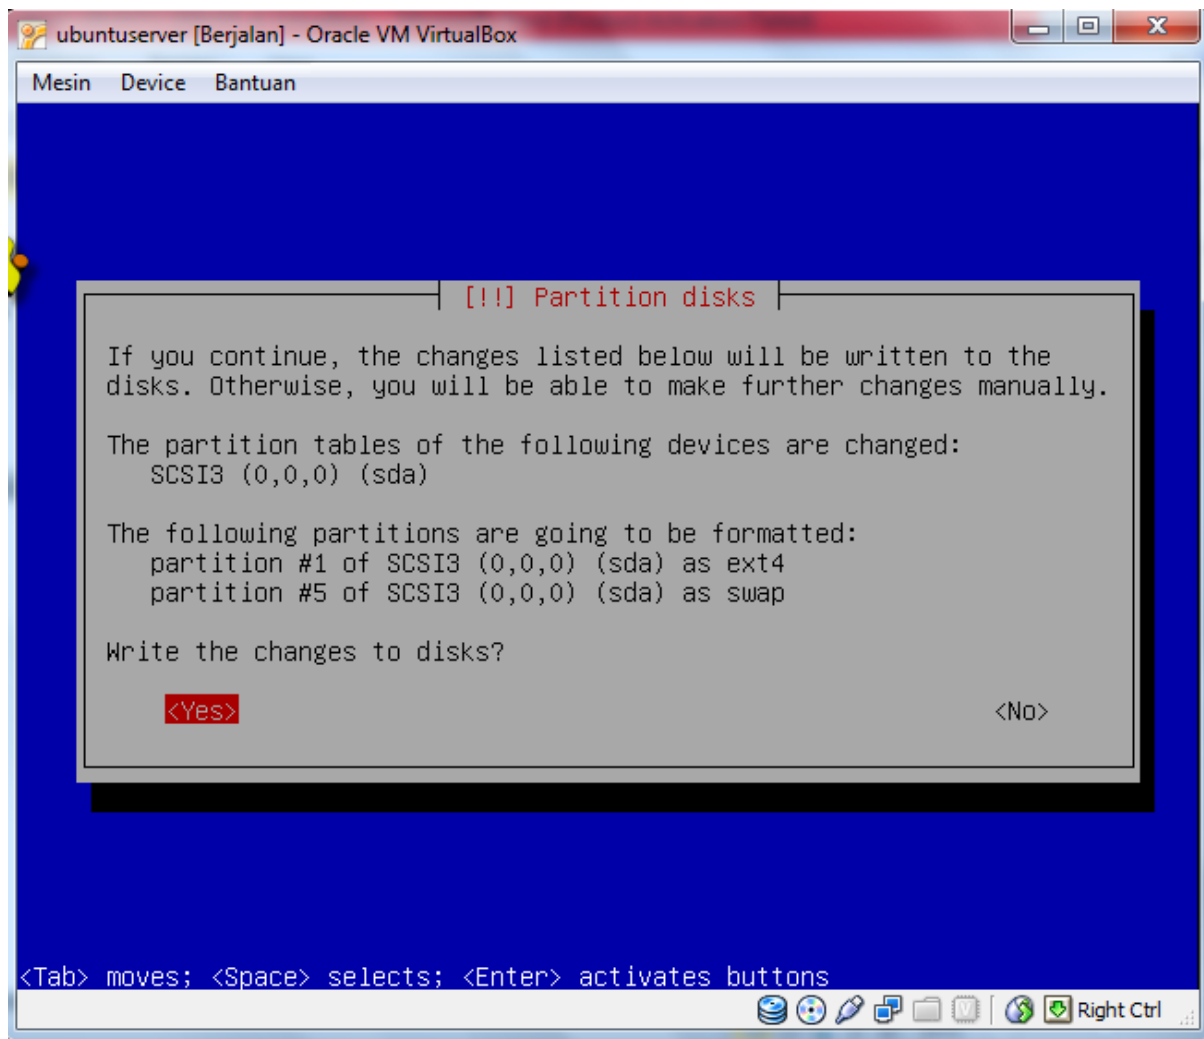 ubuntuserver [Berjalan] - Oracle VM VirtualBox
Mesin Device Bantuan
[!!] Partition disks
If you continue, the changes listed below will be written to the
disks. Otherwise, you will be able to make further changes manually.
The partition tables of the following devices are changed:
SCSI3 (0,0,0) (sda)
The following partitions are going to be formatted:
partition #1 of SCSI3 (0,0,0) (sda) as ext4
partition #5 of SCSI3 (0,0,0) (sda) as swap
Write the changes to disks?
<Yes> <No>
<Tab> moves; <Space> selects; <Enter> activates buttons
Right Ctrl